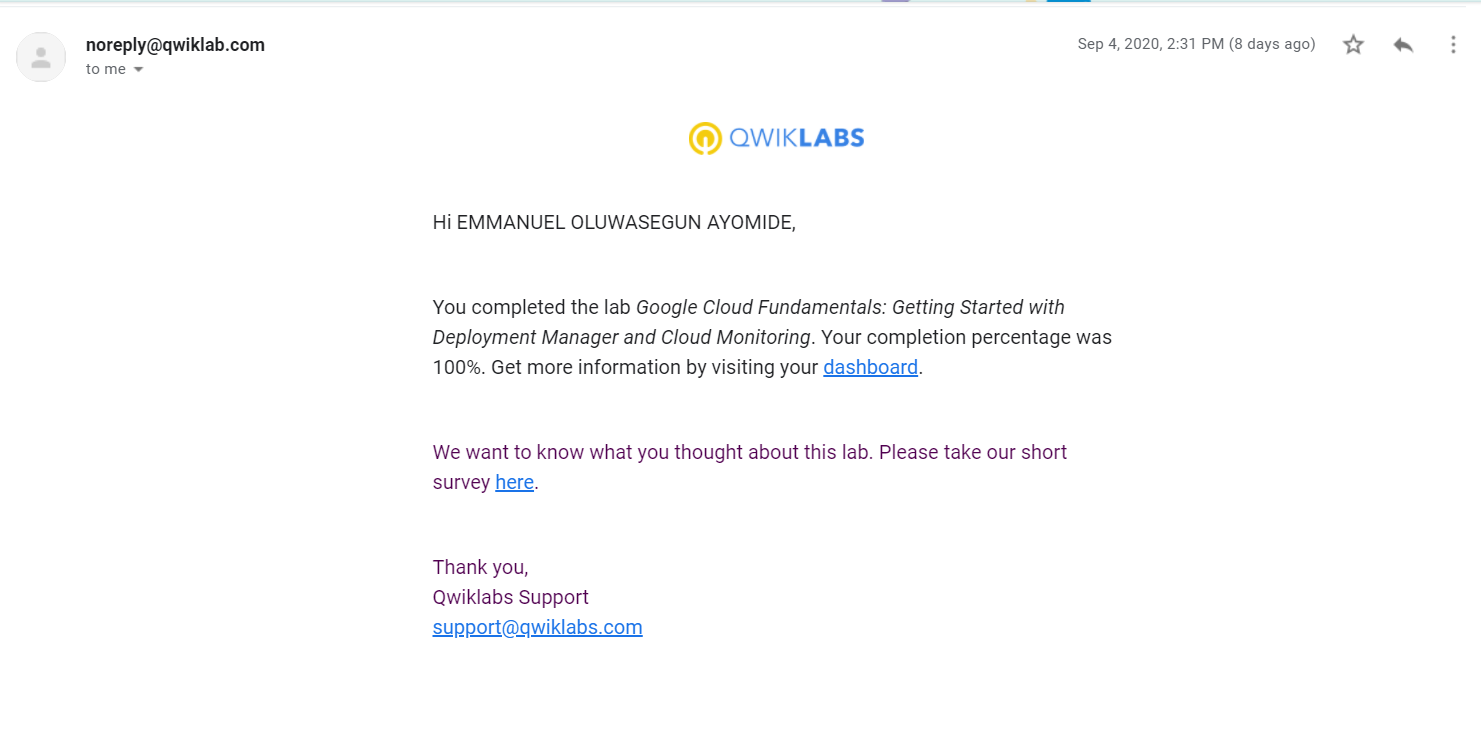 noreply@qwiklab.com
Sep 4, 2020, 2:31 PM (8 days ago)
to me
QWIKLABS
Hi EMMANUEL OLUWASEGUN AYOMIDE,
You completed the lab Google Cloud Fundamentals: Getting Started with
Deployment Manager and Cloud Monitoring. Your completion percentage was
100%. Get more information by visiting your dashboard.
We want to know what you thought about this lab. Please take our short
survey here.
Thank you,
Qwiklabs Support
support@qwiklabs.com